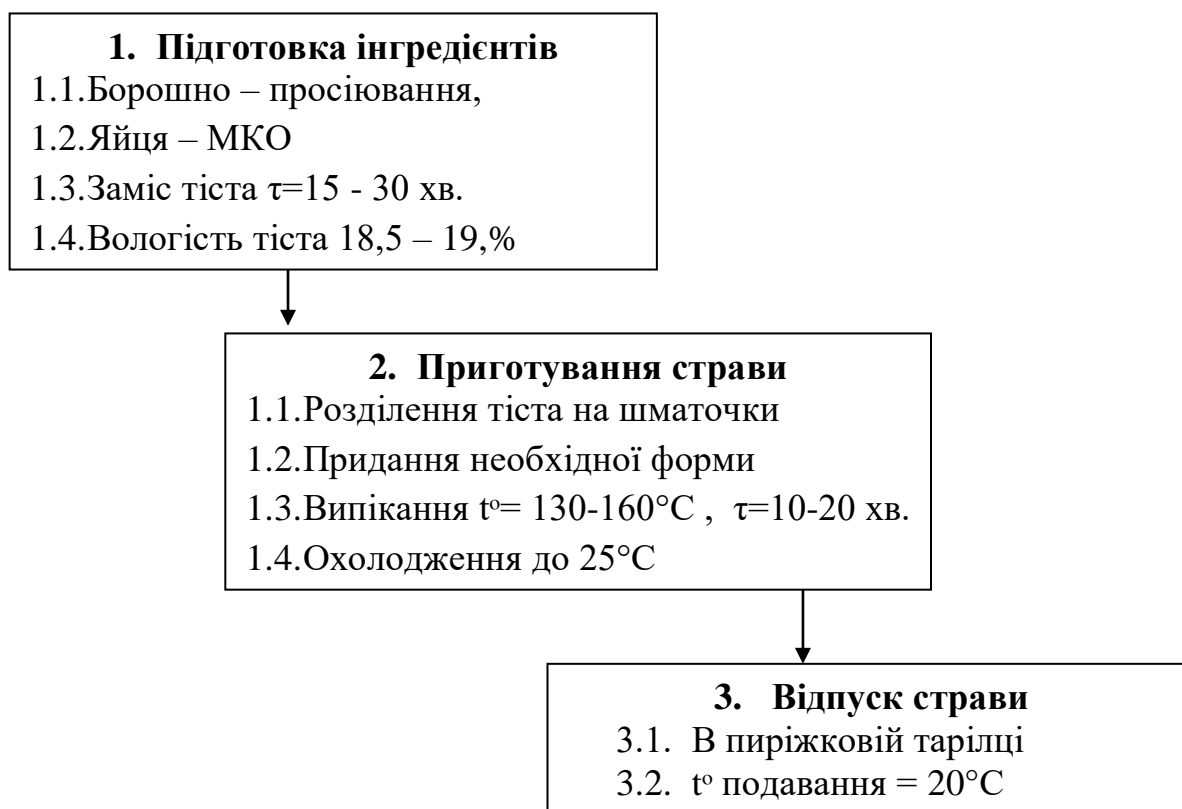 1. Підготовка інгредієнтів
1.1.Борошно – просіювання,
1.2.Яйця – МКО
1.3.Заміс тіста τ=15 - 30 хв.
1.4.Вологість тіста 18,5 – 19,%
2. Приготування страви
1.1.Розділення тіста на шматочки
1.2.Придання необхідної форми
1.3.Випікання tᵒ= 130-160°С , τ=10-20 хв.
1.4.Охолодження до 25°С
3. Відпуск страви
3.1. В пиріжковій тарілці
3.2. tᵒ подавання = 20°С